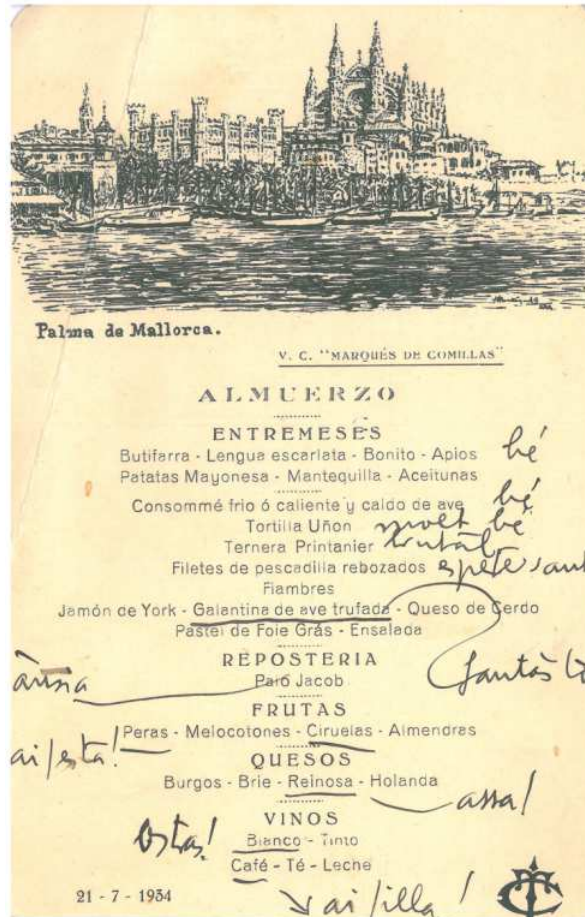 Palma de Mallorca.
V. C. "MARQUÉS DE COMILLAS"
ALMUERZO
ENTREMESES
Butifarra - Lengua escarlata - Bonito - Apios bé
Patatas Mayonesa - Mantequilla - Aceitunas
Consommé frio ó caliente y caldo de ave bé
Tortilla Uñon molt bé
Ternera Printanier brutal
Filetes de pescadilla rebozados
Fiambres
Jamón de York - Galantina de ave trufada - Queso de Cerdo
Pastel de Foie Grás - Ensalada
REPOSTERIA
Paro Jacob
FRUTAS
Peras - Melocotones - Ciruelas - Almendras
QUESOS
Burgos - Brie - Reinosa - Holanda
VINOS
Ostras!
Blanco - Tinto
Café - Té - Leche
21 - 7 - 1934